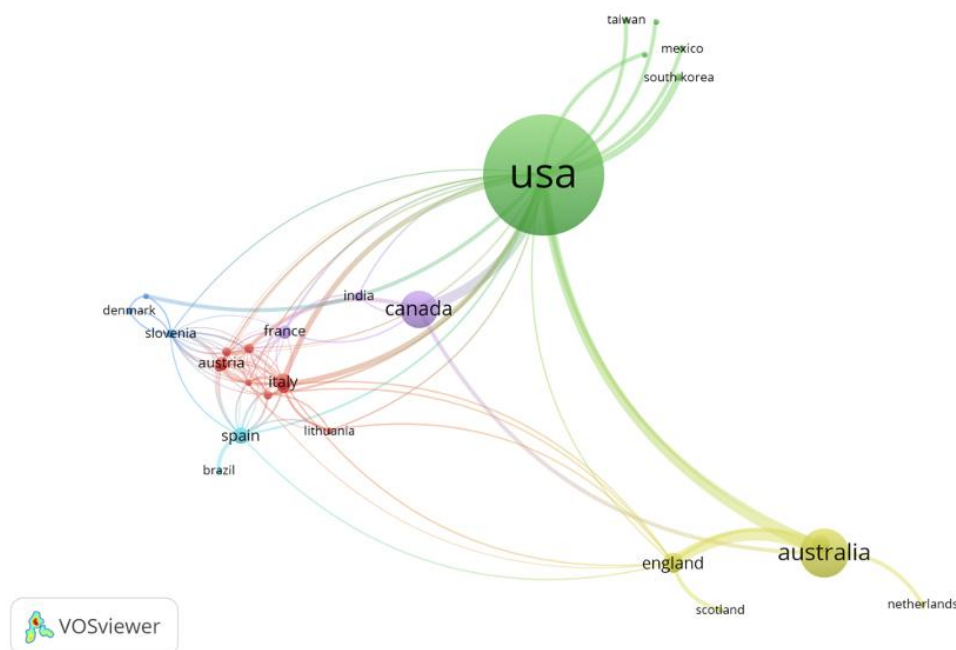 taiwan
mexico
south korea
usa
india
canada
denmark
slovenia
france
austria
italy
spain
lithuania
brazil
england
australia
scotland
netherlands
VOSviewer